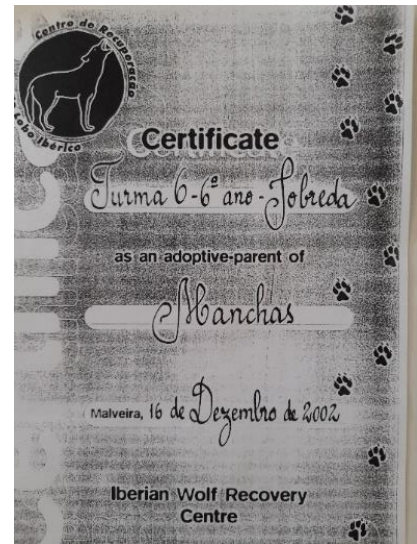 Centro de Recuperação
Lobo Ibérico
Certificate
Turma 6-6º ano-Sobreda
as an adoptive-parent of
Manchas
Malveira, 16 de Dezembro de 2002
Iberian Wolf Recovery
Centre